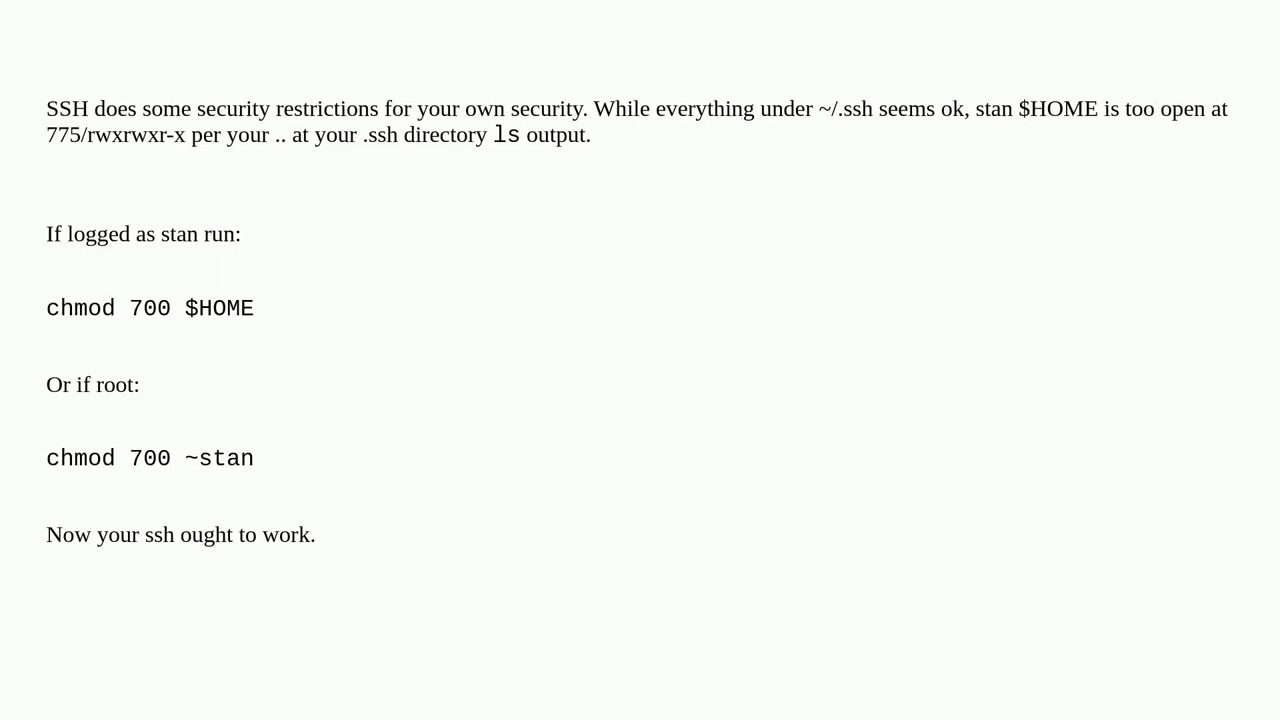 SSH does some security restrictions for your own security. While everything under ~/.ssh seems ok, stan $HOME is too open at
775/rwxrwxr-x per your .. at your .ssh directory ls output.
If logged as stan run:
chmod 700 $HOME
Or if root:
chmod 700 ~stan
Now your ssh ought to work.